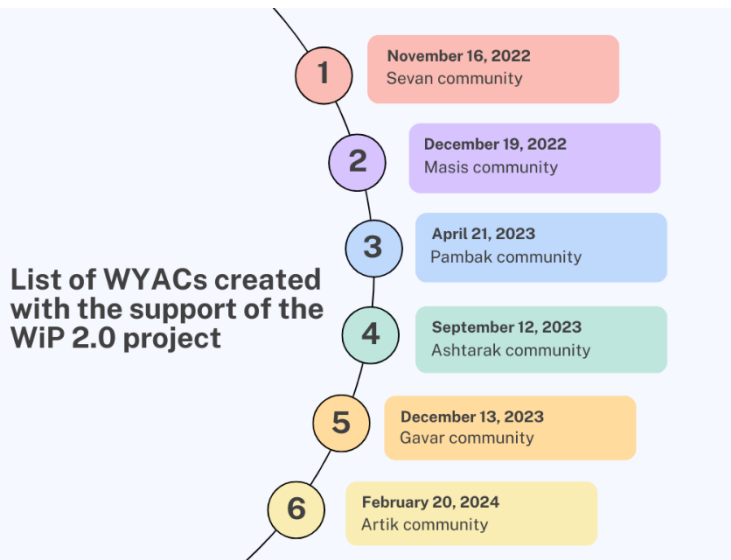 List of WYACs created
with the support of the
WiP 2.0 project
1
November 16, 2022
Sevan community
2
December 19, 2022
Masis community
3
April 21, 2023
Pambak community
4
September 12, 2023
Ashtarak community
5
December 13, 2023
Gavar community
6
February 20, 2024
Artik community